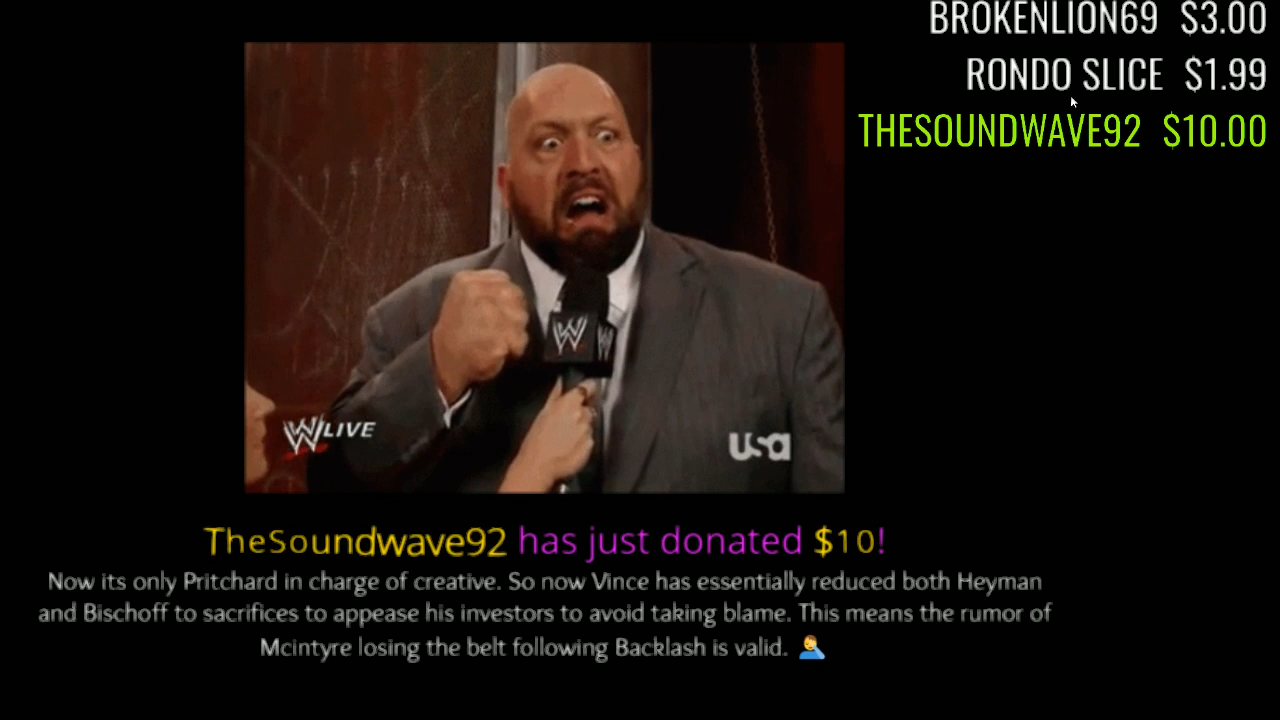 BROKENLION69 $3.00
RONDO SLICE $1.99
THESOUNDWAVE92 $10.00
W
W
W LIVE
usa
TheSoundwave92 has just donated $10!
Now its only Pritchard in charge of creative. So now Vince has essentially reduced both Heyman
and Bischoff to sacrifices to appease his investors to avoid taking blame. This means the rumor of
Mcintyre losing the belt following Backlash is valid. 🤦‍♂️